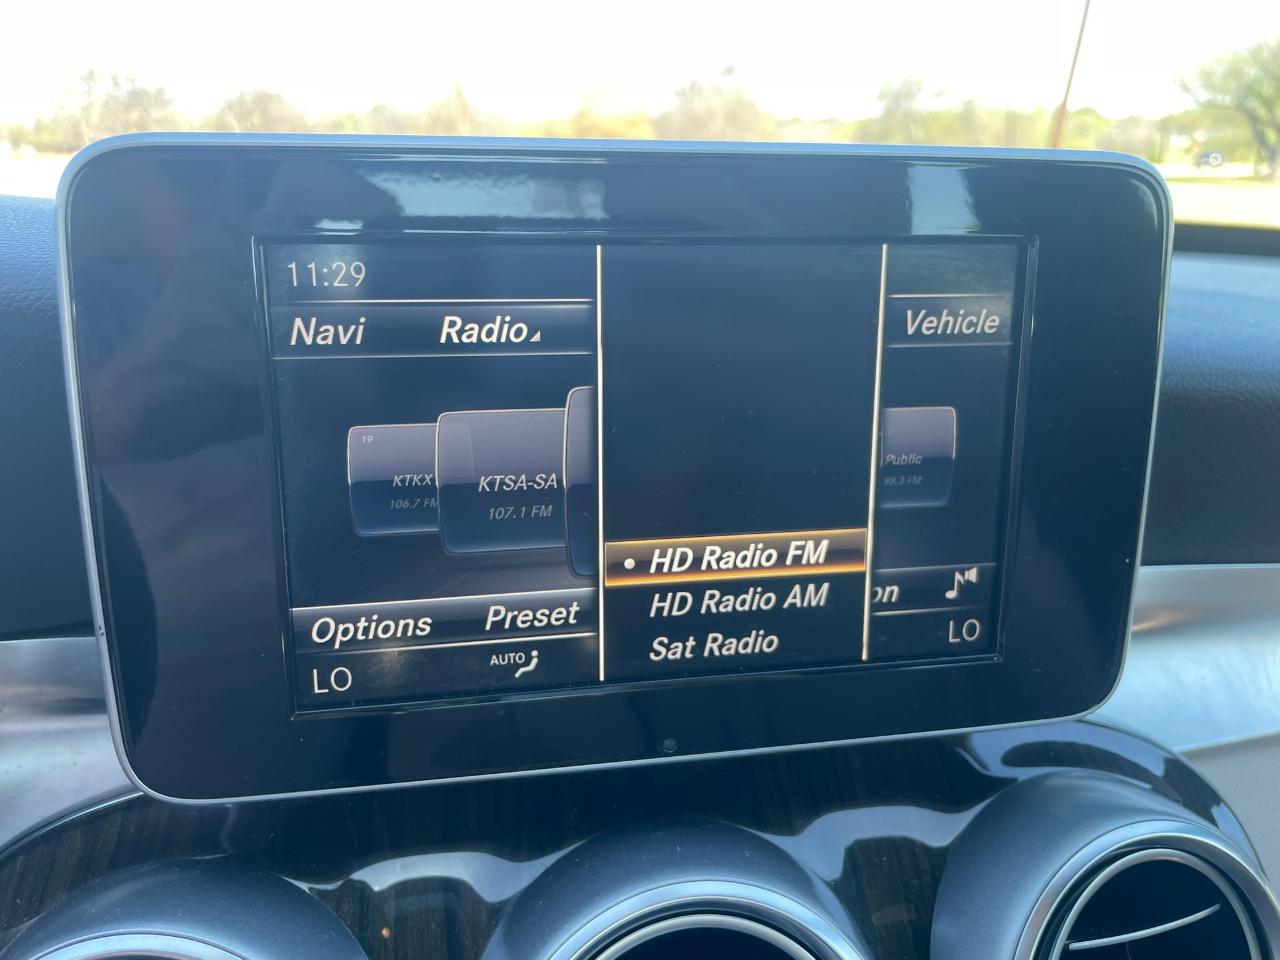 11:29
Navi Radio Vehicle
19
KTKX
106.7 FM
KTSA-SA
107.1 FM
Public
88.3 FM
HD Radio FM
HD Radio AM
Sat Radio
Options Preset on
LO AUTO LO